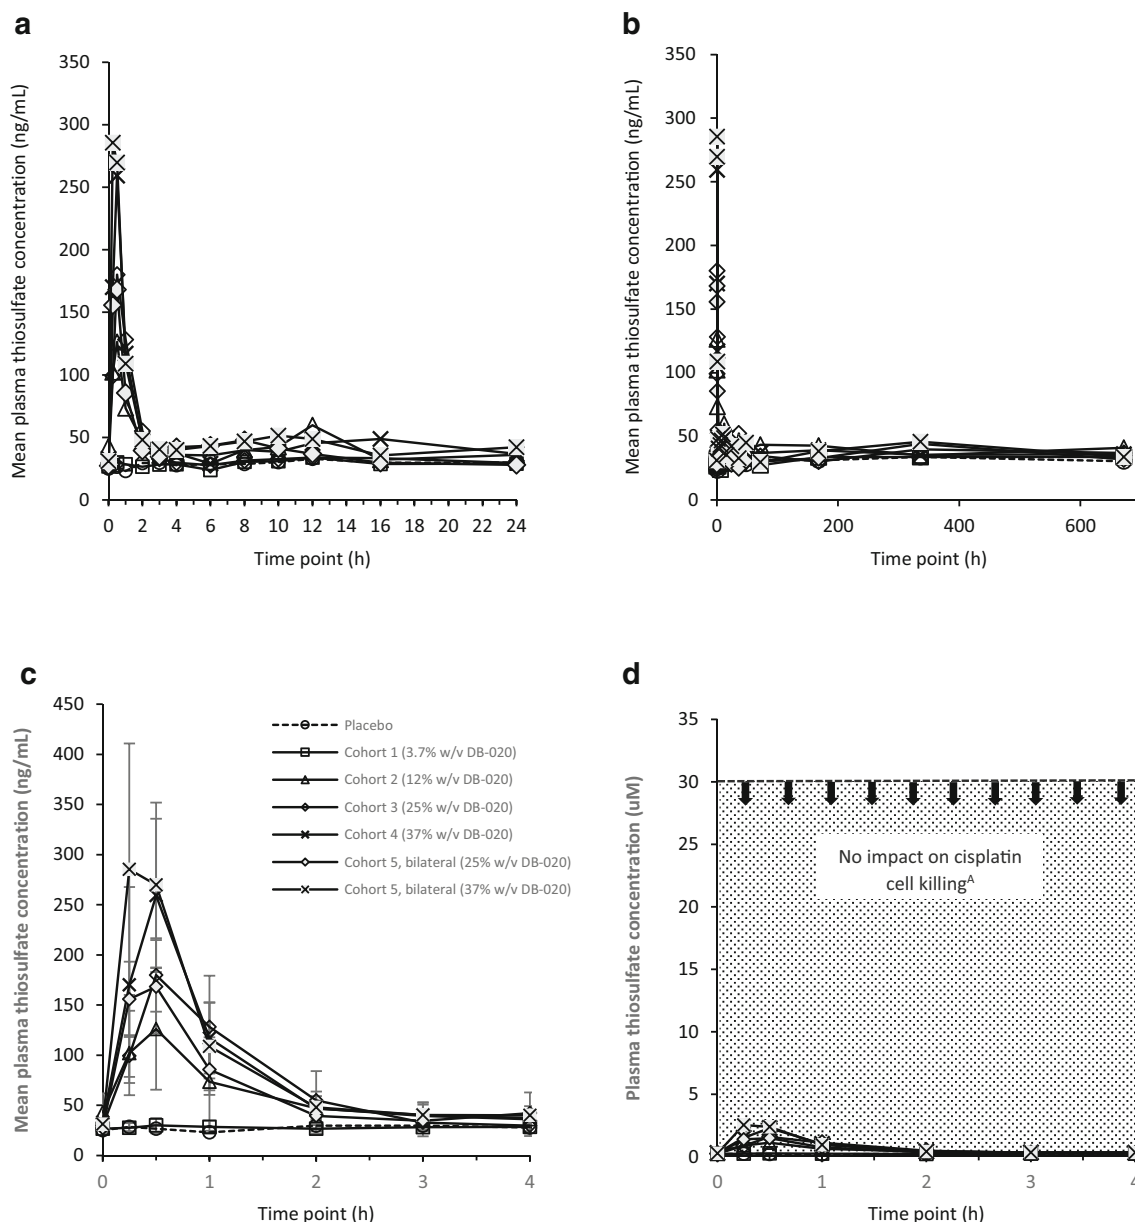 a
Mean plasma thiosulfate concentration (ng/mL)
350
300
250
200
150
100
50
0
0 2 4 6 8 10 12 14 16 18 20 22 24
Time point (h)
b
Mean plasma thiosulfate concentration (ng/mL)
350
300
250
200
150
100
50
0
0 200 400 600
Time point (h)
c
Mean plasma thiosulfate concentration (ng/mL)
450
400
350
300
250
200
150
100
50
0
0 1 2 3 4
Time point (h)
Placebo
Cohort 1 (3.7% w/v DB-020)
Cohort 2 (12% w/v DB-020)
Cohort 3 (25% w/v DB-020)
Cohort 4 (37% w/v DB-020)
Cohort 5, bilateral (25% w/v DB-020)
Cohort 5, bilateral (37% w/v DB-020)
d
Plasma thiosulfate concentration (uM)
35
30
25
20
15
10
5
0
0 1 2 3 4
Time point (h)
No impact on cisplatin
cell killingᴬ